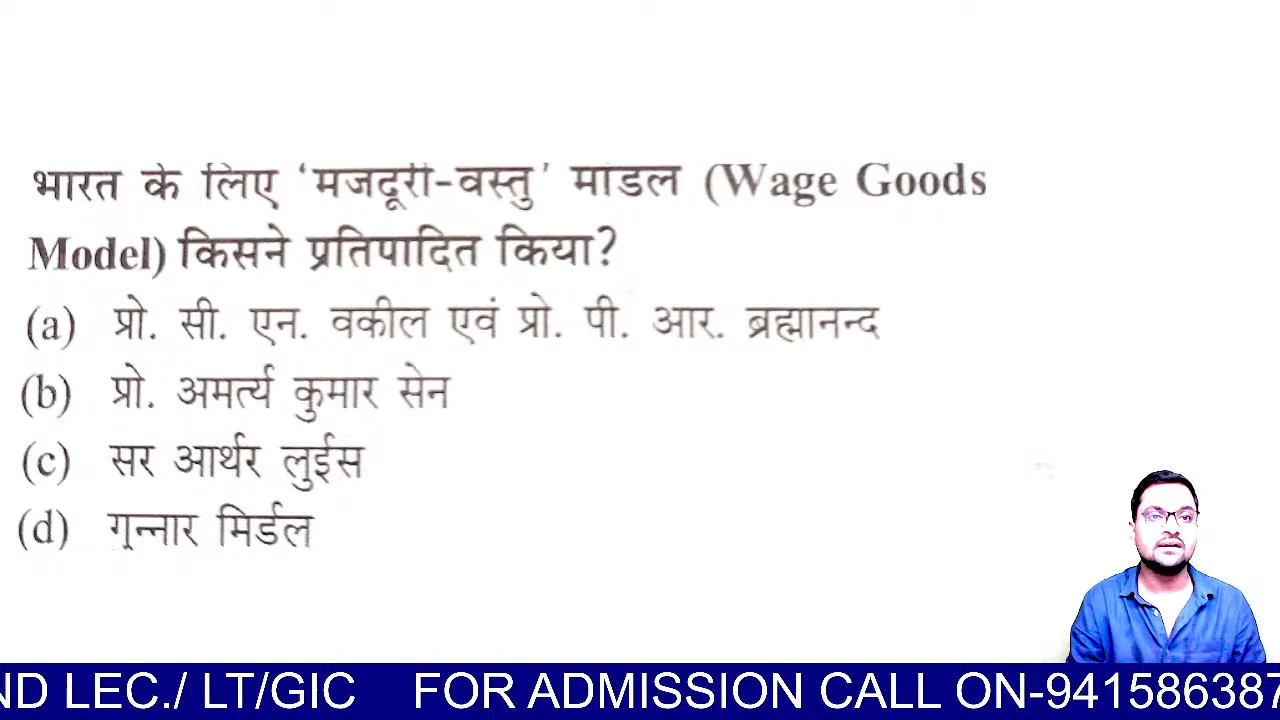 भारत के लिए ‘मजदूरी-वस्तु’ माडल (Wage Goods
Model) किसने प्रतिपादित किया?
(a) प्रो. सी. एन. वकील एवं प्रो. पी. आर. ब्रह्मानन्द
(b) प्रो. अमर्त्य कुमार सेन
(c) सर आर्थर लुईस
(d) गुन्नार मिर्डल
ND LEC./ LT/GIC FOR ADMISSION CALL ON-941586387